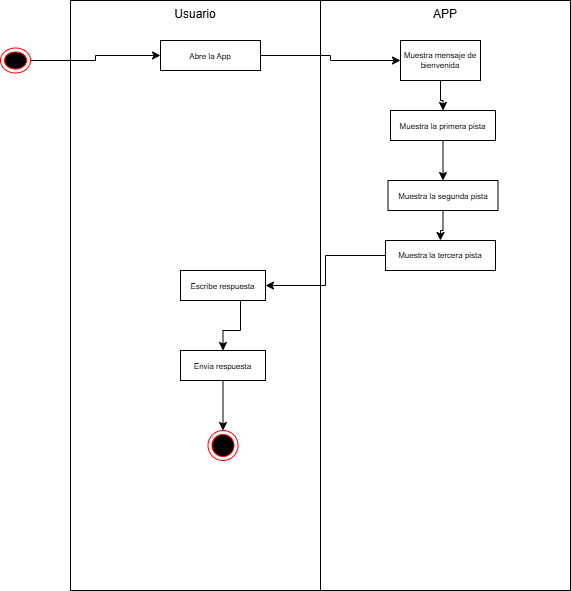 Usuario
APP
Abre la App
Muestra mensaje de
bienvenida
Muestra la primera pista
Muestra la segunda pista
Muestra la tercera pista
Escribe respuesta
Envia respuesta